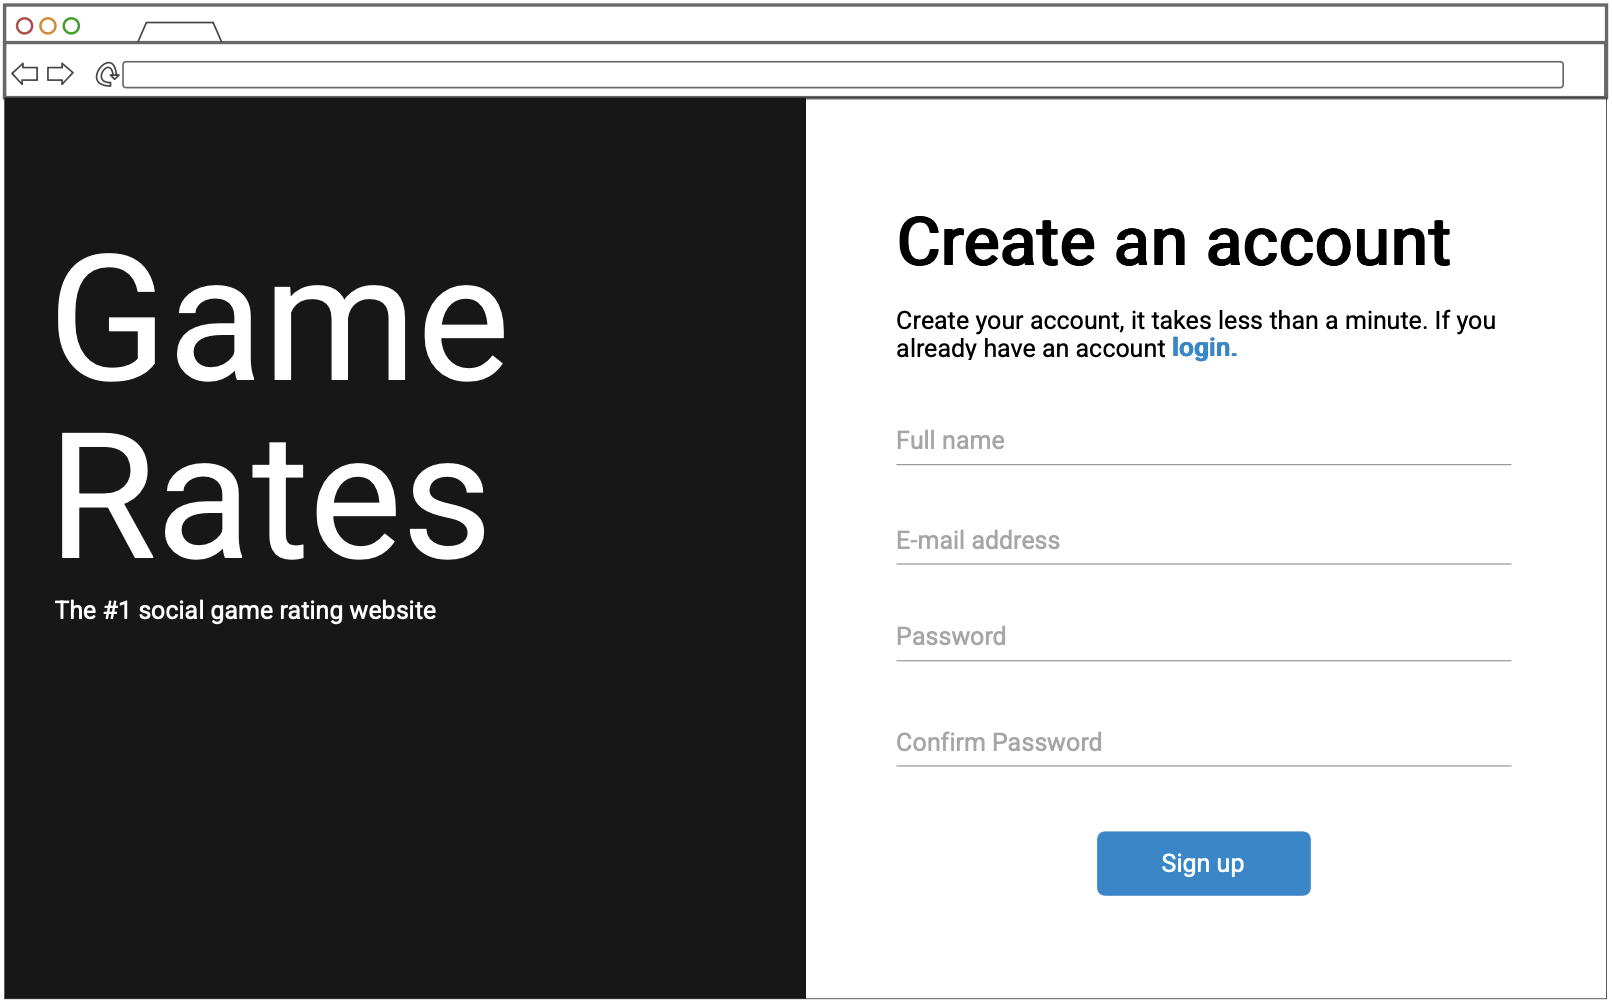 Game
Rates
The #1 social game rating website
Create an account
Create your account, it takes less than a minute. If you
already have an account login.
Full name
E-mail address
Password
Confirm Password
Sign up